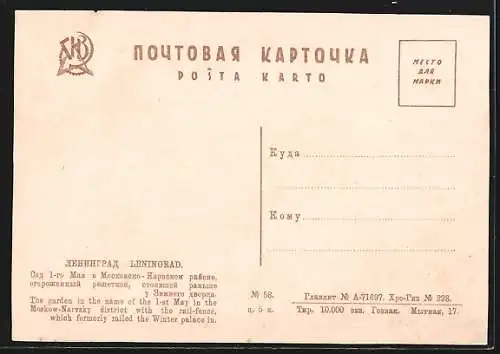 ПОЧТОВАЯ КАРТОЧКА
POŜTA KARTO
МЕСТО
ДЛЯ
МАРКИ
Куда
Кому
ЛЕНИНГРАД. LENINGRAD.
Сад 1-го Мая в Московско-Нарвском районе,
огороженный решеткой, стоявшей раньше
у Зимнего дворца.
The garden in the name of the 1-st May in the
Moskow-Narvsky district with the rail-fence,
which formerly railed the Winter palace in.
№ 58.
ц. 5 к.
Главлит № А-71697. Хро-Гиз № 328.
Тир. 10.000 экз. Гознак. Мытная, 17.